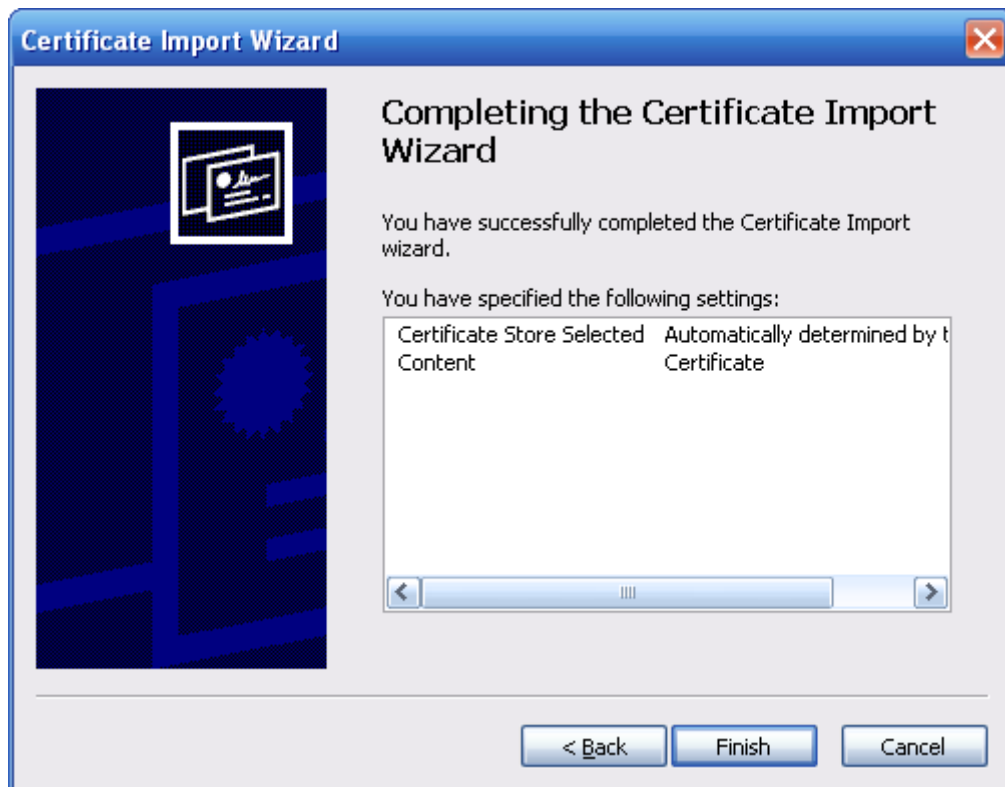 Certificate Import Wizard
Completing the Certificate Import
Wizard
You have successfully completed the Certificate Import
wizard.
You have specified the following settings:
Certificate Store Selected Automatically determined by t
Content Certificate
< Back Finish Cancel